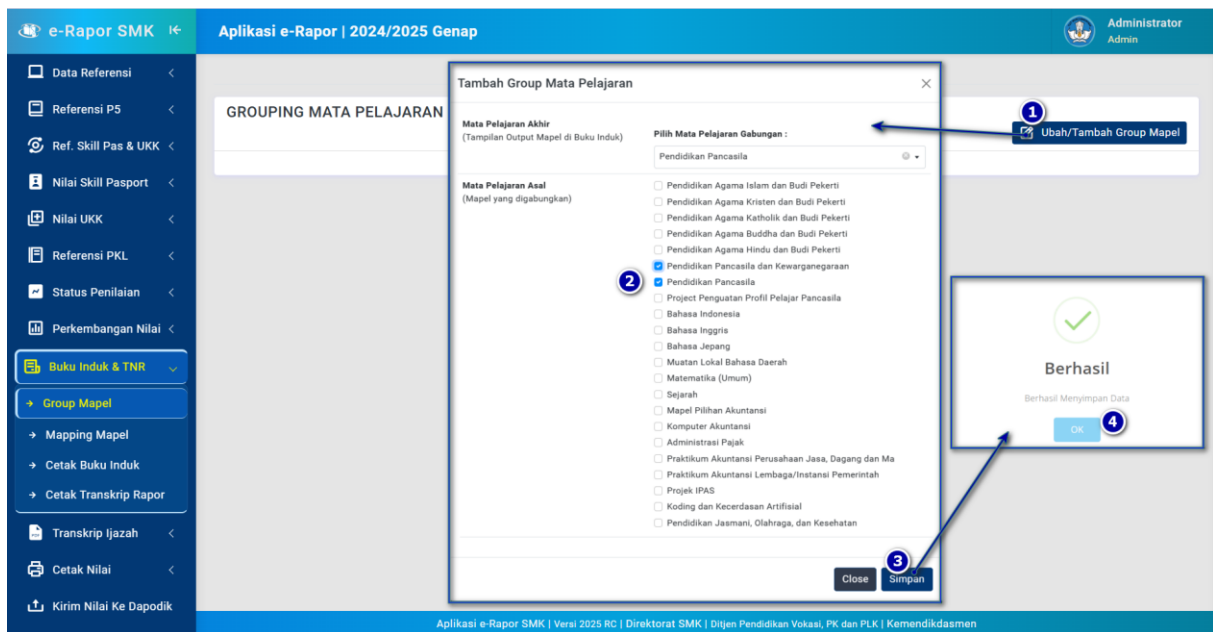 e-Rapor SMK
Aplikasi e-Rapor | 2024/2025 Genap
Administrator
Admin
Data Referensi
Referensi P5
Ref. Skill Pas & UKK
Nilai Skill Pasport
Nilai UKK
Referensi PKL
Status Penilaian
Perkembangan Nilai
Buku Induk & TNR
Group Mapel
Mapping Mapel
Cetak Buku Induk
Cetak Transkrip Rapor
Transkrip Ijazah
Cetak Nilai
Kirim Nilai Ke Dapodik
GROUPING MATA PELAJARAN
1
Ubah/Tambah Group Mapel
Tambah Group Mata Pelajaran
Mata Pelajaran Akhir
(Tampilan Output Mapel di Buku Induk)
Pilih Mata Pelajaran Gabungan :
Pendidikan Pancasila
Mata Pelajaran Asal
(Mapel yang digabungkan)
Pendidikan Agama Islam dan Budi Pekerti
Pendidikan Agama Kristen dan Budi Pekerti
Pendidikan Agama Katholik dan Budi Pekerti
Pendidikan Agama Buddha dan Budi Pekerti
Pendidikan Agama Hindu dan Budi Pekerti
Pendidikan Pancasila dan Kewarganegaraan
2
Pendidikan Pancasila
Project Penguatan Profil Pelajar Pancasila
Bahasa Indonesia
Bahasa Inggris
Bahasa Jepang
Muatan Lokal Bahasa Daerah
Matematika (Umum)
Sejarah
Mapel Pilihan Akuntansi
Komputer Akuntansi
Administrasi Pajak
Praktikum Akuntansi Perusahaan Jasa, Dagang dan Ma
Praktikum Akuntansi Lembaga/Instansi Pemerintah
Projek IPAS
Koding dan Kecerdasan Artifisial
Pendidikan Jasmani, Olahraga, dan Kesehatan
3
Close
Simpan
Berhasil
Berhasil Menyimpan Data
OK
4
Aplikasi e-Rapor SMK | Versi 2025 RC | Direktorat SMK | Ditjen Pendidikan Vokasi, PK dan PLK | Kemendikdasmen